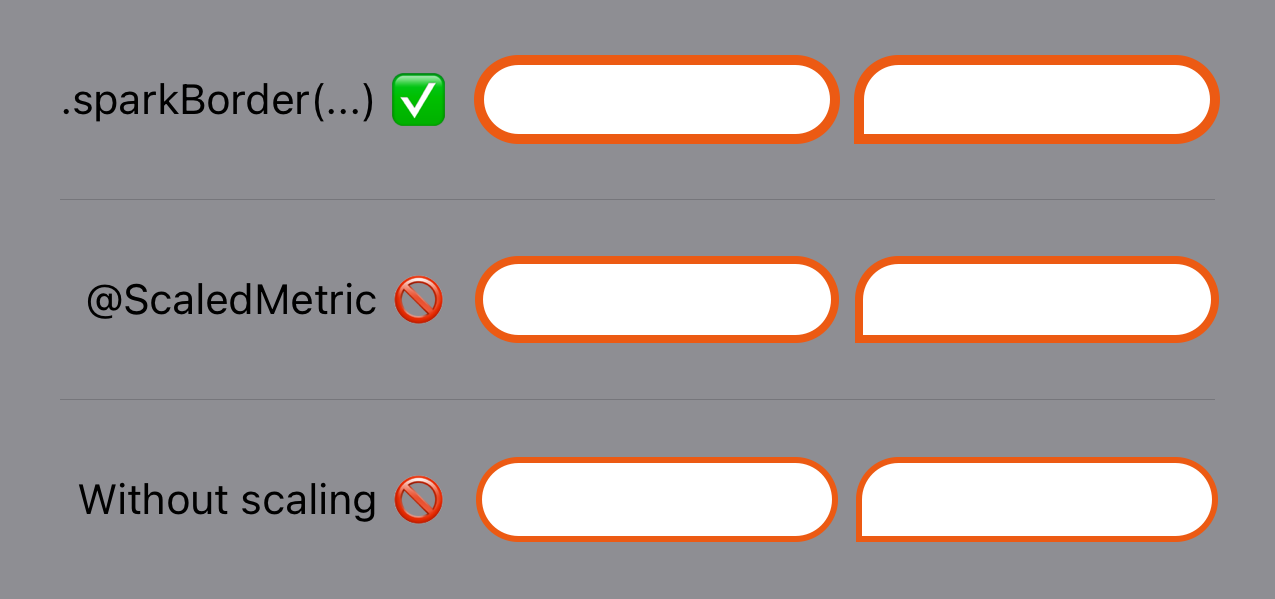 .sparkBorder(...) ✅
@ScaledMetric 🚫
Without scaling 🚫